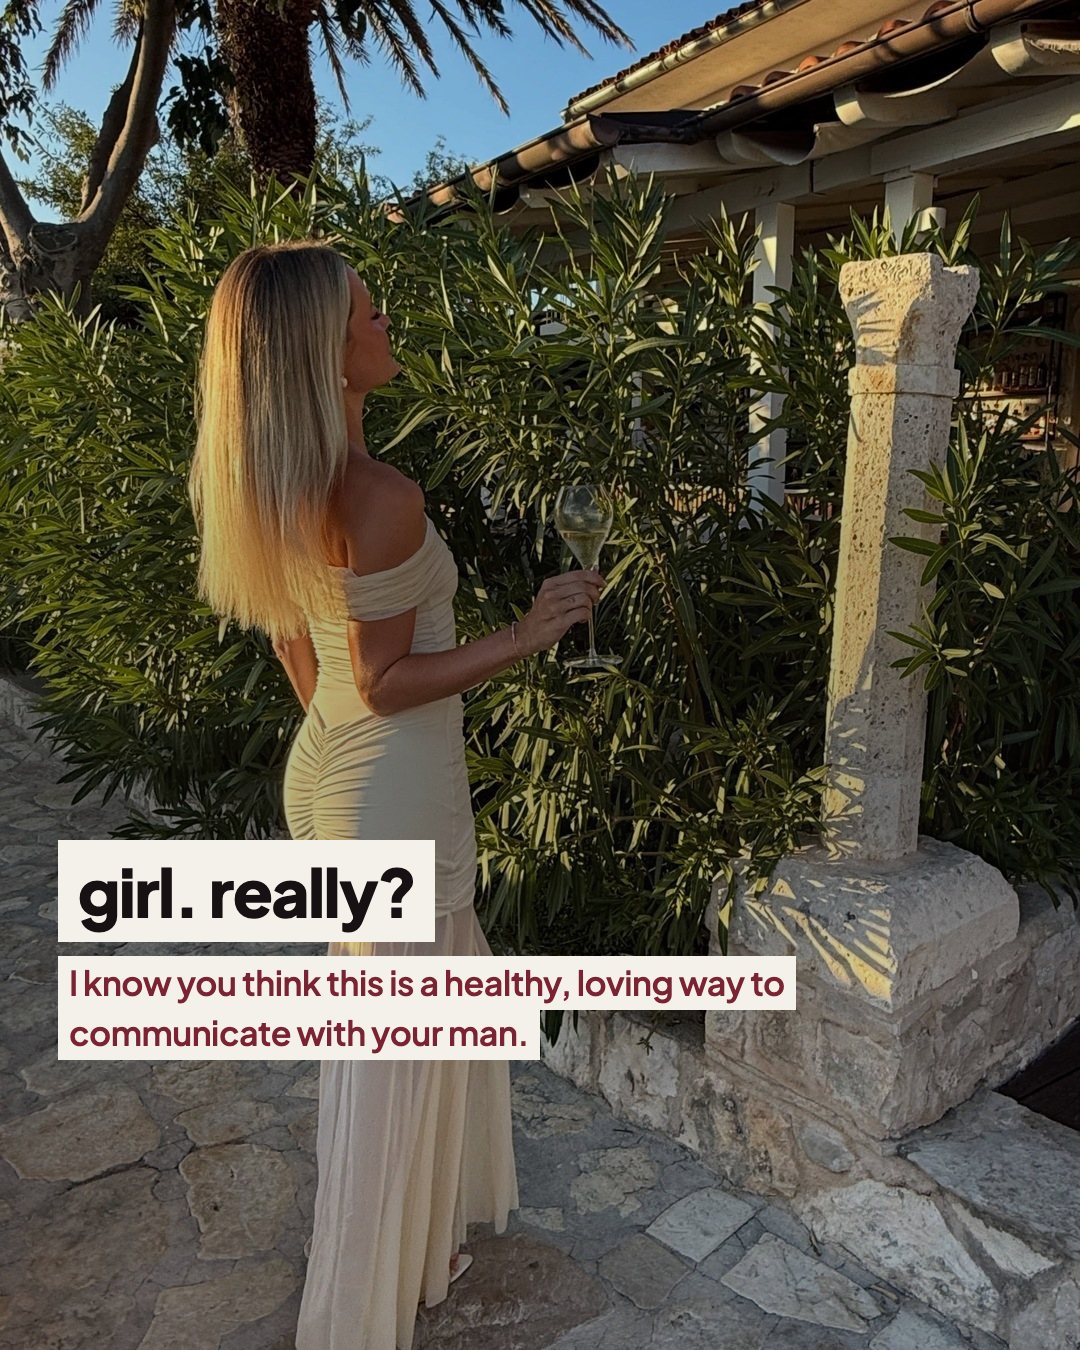 girl. really?
I know you think this is a healthy, loving way to
communicate with your man.